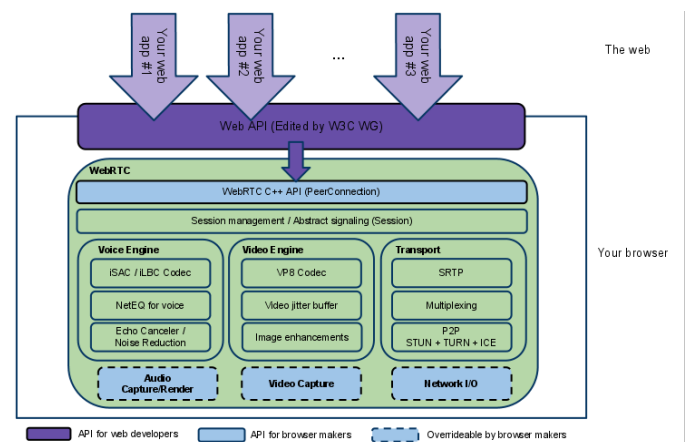 Your web
app #1
Your web
app #2
...
Your web
app #3
The web
Web API (Edited by W3C WG)
WebRTC
WebRTC C++ API (PeerConnection)
Session management / Abstract signaling (Session)
Your browser
Voice Engine
Video Engine
Transport
iSAC / iLBC Codec
VP8 Codec
SRTP
NetEQ for voice
Video jitter buffer
Multiplexing
Echo Canceler /
Noise Reduction
Image enhancements
P2P
STUN + TURN + ICE
Audio
Capture/Render
Video Capture
Network I/O
API for web developers
API for browser makers
Overrideable by browser makers